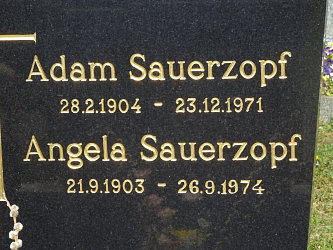 Adam Sauerzopf
28.2.1904 - 23.12.1971
Angela Sauerzopf
21.9.1903 - 26.9.1974